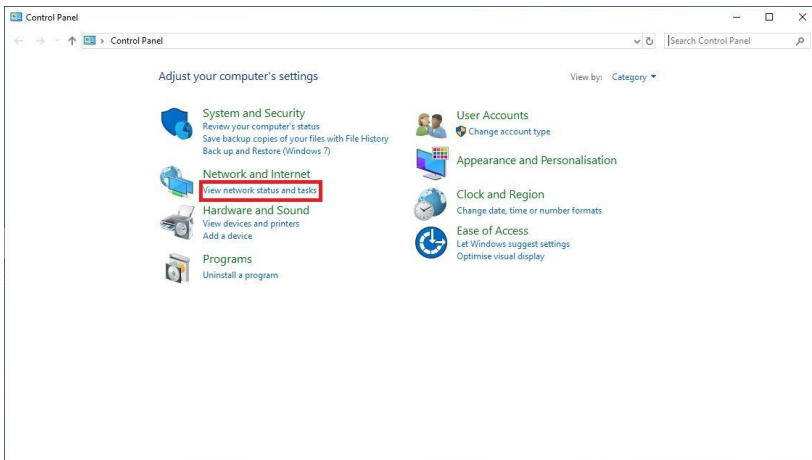 Control Panel
Control Panel
Search Control Panel
Adjust your computer's settings
View by: Category
System and Security
Review your computer's status
Save backup copies of your files with File History
Back up and Restore (Windows 7)
Network and Internet
View network status and tasks
Hardware and Sound
View devices and printers
Add a device
Programs
Uninstall a program
User Accounts
Change account type
Appearance and Personalisation
Clock and Region
Change date, time or number formats
Ease of Access
Let Windows suggest settings
Optimise visual display